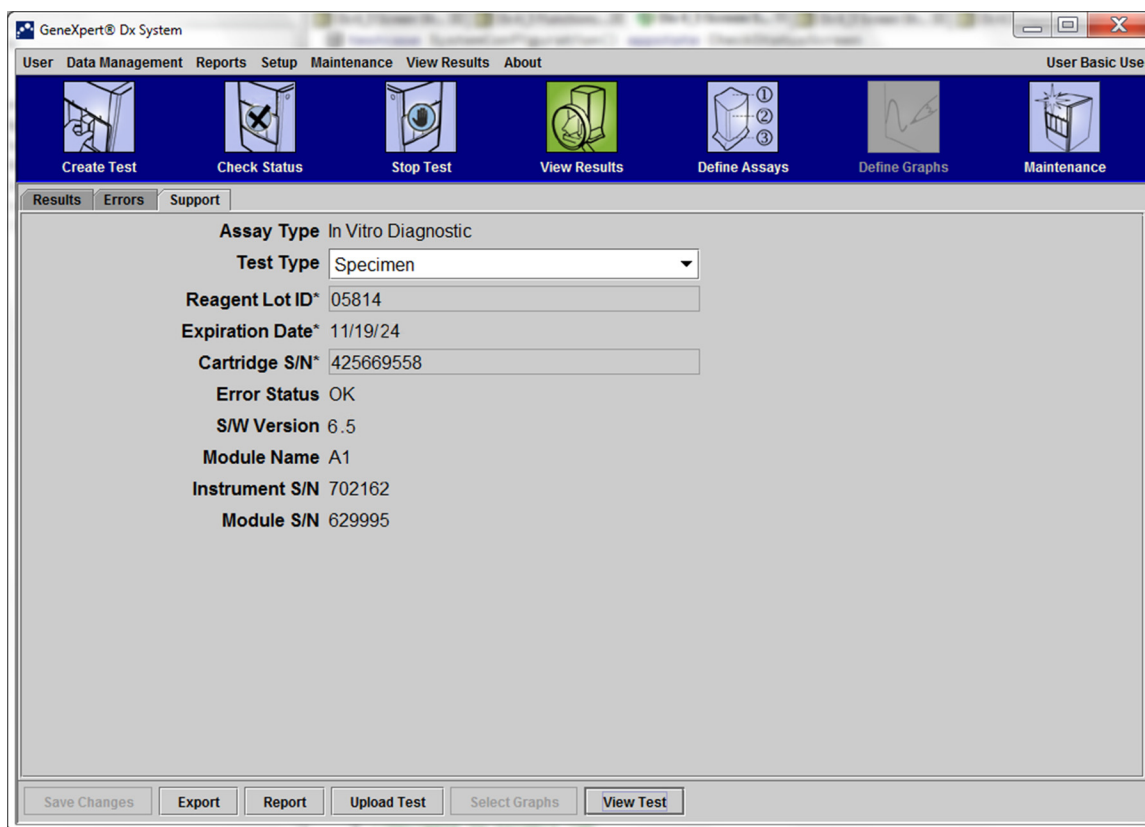 GeneXpert® Dx System
User Data Management Reports Setup Maintenance View Results About User Basic Use
① ② ③
Create Test Check Status Stop Test View Results Define Assays Define Graphs Maintenance
Results Errors Support
Assay Type In Vitro Diagnostic
Test Type Specimen
Reagent Lot ID* 05814
Expiration Date* 11/19/24
Cartridge S/N* 425669558
Error Status OK
S/W Version 6.5
Module Name A1
Instrument S/N 702162
Module S/N 629995
Save Changes Export Report Upload Test Select Graphs View Test